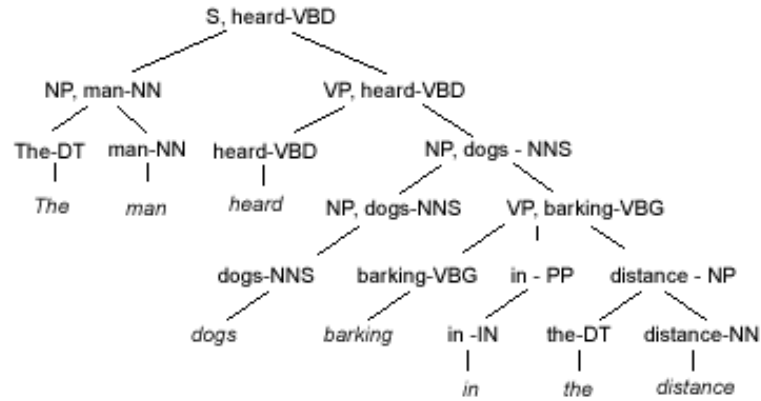 S, heard-VBD
NP, man-NN VP, heard-VBD
The-DT man-NN heard-VBD NP, dogs - NNS
The man heard NP, dogs-NNS VP, barking-VBG
dogs-NNS barking-VBG in - PP distance - NP
dogs barking in -IN the-DT distance-NN
in the distance